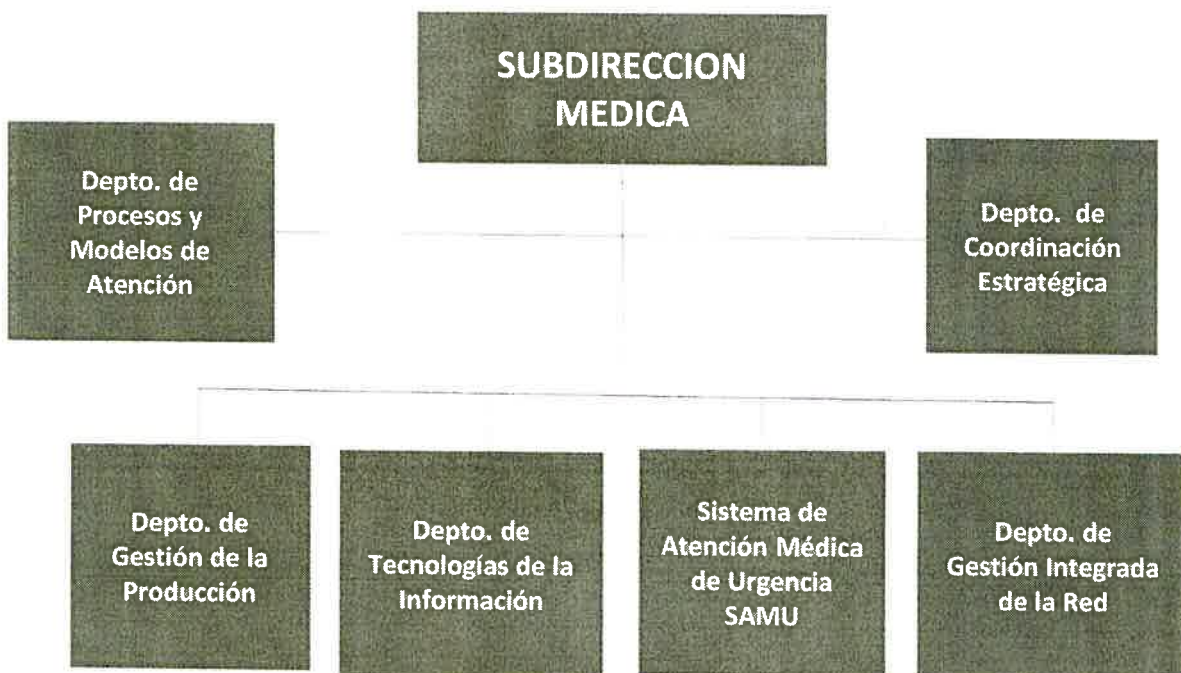 SUBDIRECCION
MEDICA
Depto. de
Procesos y
Modelos de
Atención
Depto. de
Coordinación
Estratégica
Depto. de
Gestión de la
Producción
Depto. de
Tecnologías de la
Información
Sistema de
Atención Médica
de Urgencia
SAMU
Depto. de
Gestión Integrada
de la Red